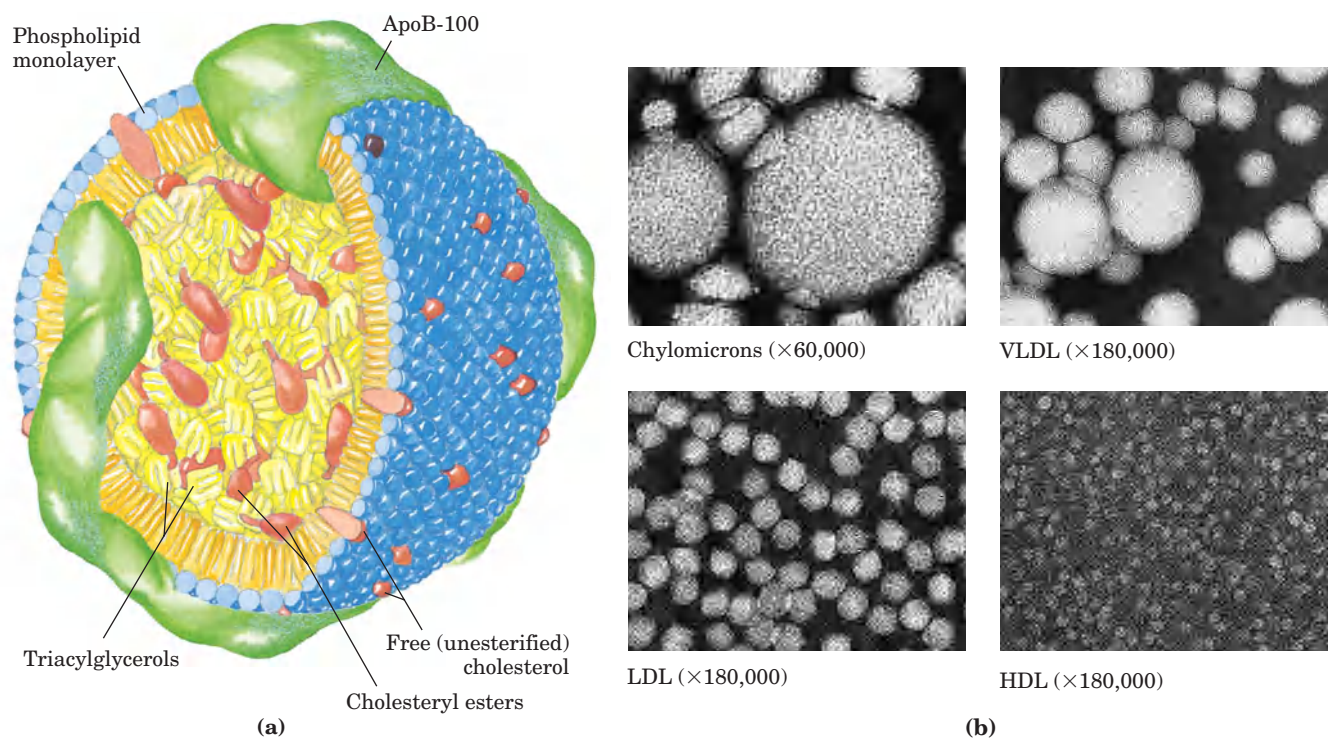 Phospholipid
monolayer
ApoB-100
Triacylglycerols
Free (unesterified)
cholesterol
Cholesteryl esters
(a)
Chylomicrons (×60,000)
VLDL (×180,000)
LDL (×180,000)
HDL (×180,000)
(b)